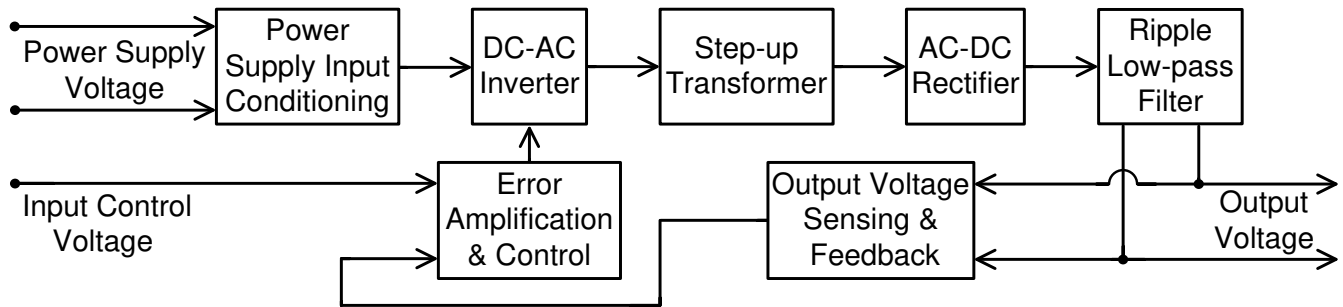 Power Supply
Voltage
Power
Supply Input
Conditioning
DC-AC
Inverter
Step-up
Transformer
AC-DC
Rectifier
Ripple
Low-pass
Filter
Input Control
Voltage
Error
Amplification
& Control
Output Voltage
Sensing &
Feedback
Output
Voltage